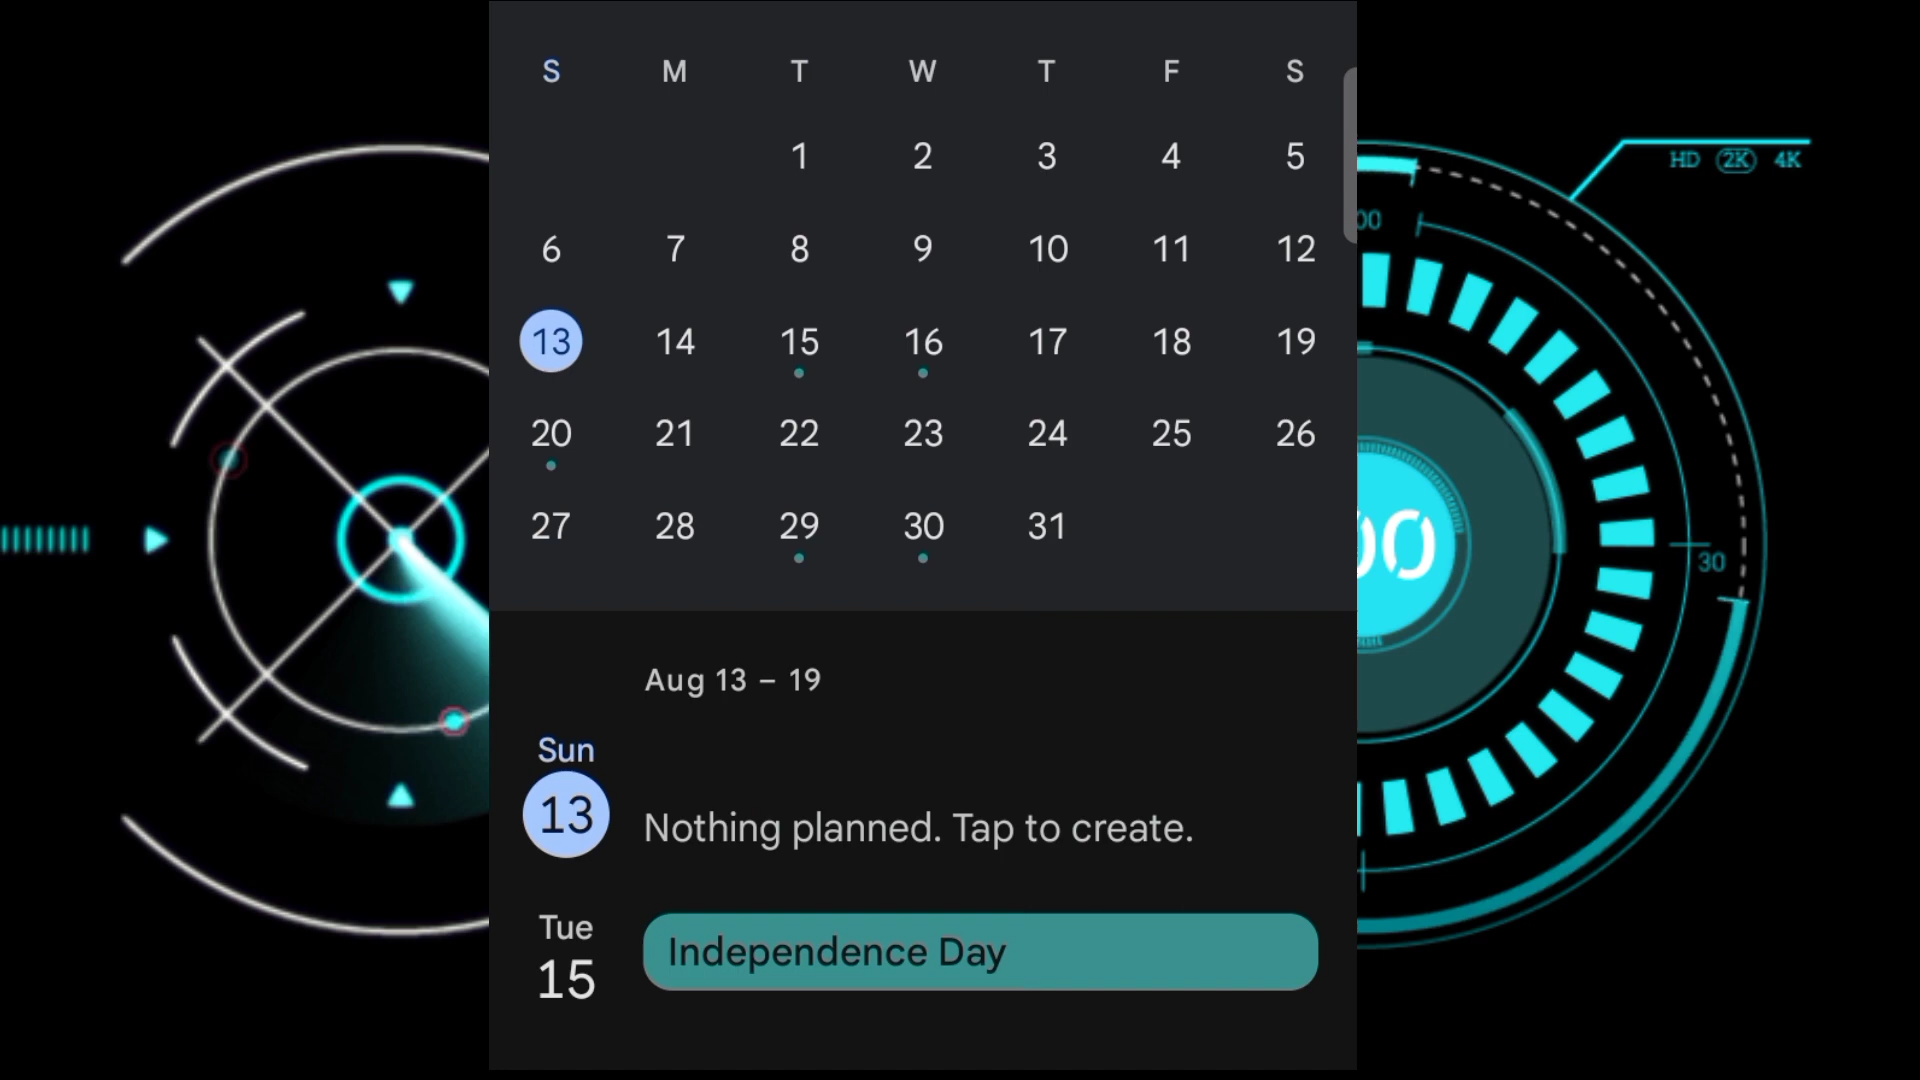 S M T W T F S
1 2 3 4 5
6 7 8 9 10 11 12
13 14 15 16 17 18 19
20 21 22 23 24 25 26
27 28 29 30 31
Aug 13 – 19
Sun
13
Nothing planned. Tap to create.
Tue
15
Independence Day
HD 2K 4K
00
30
00